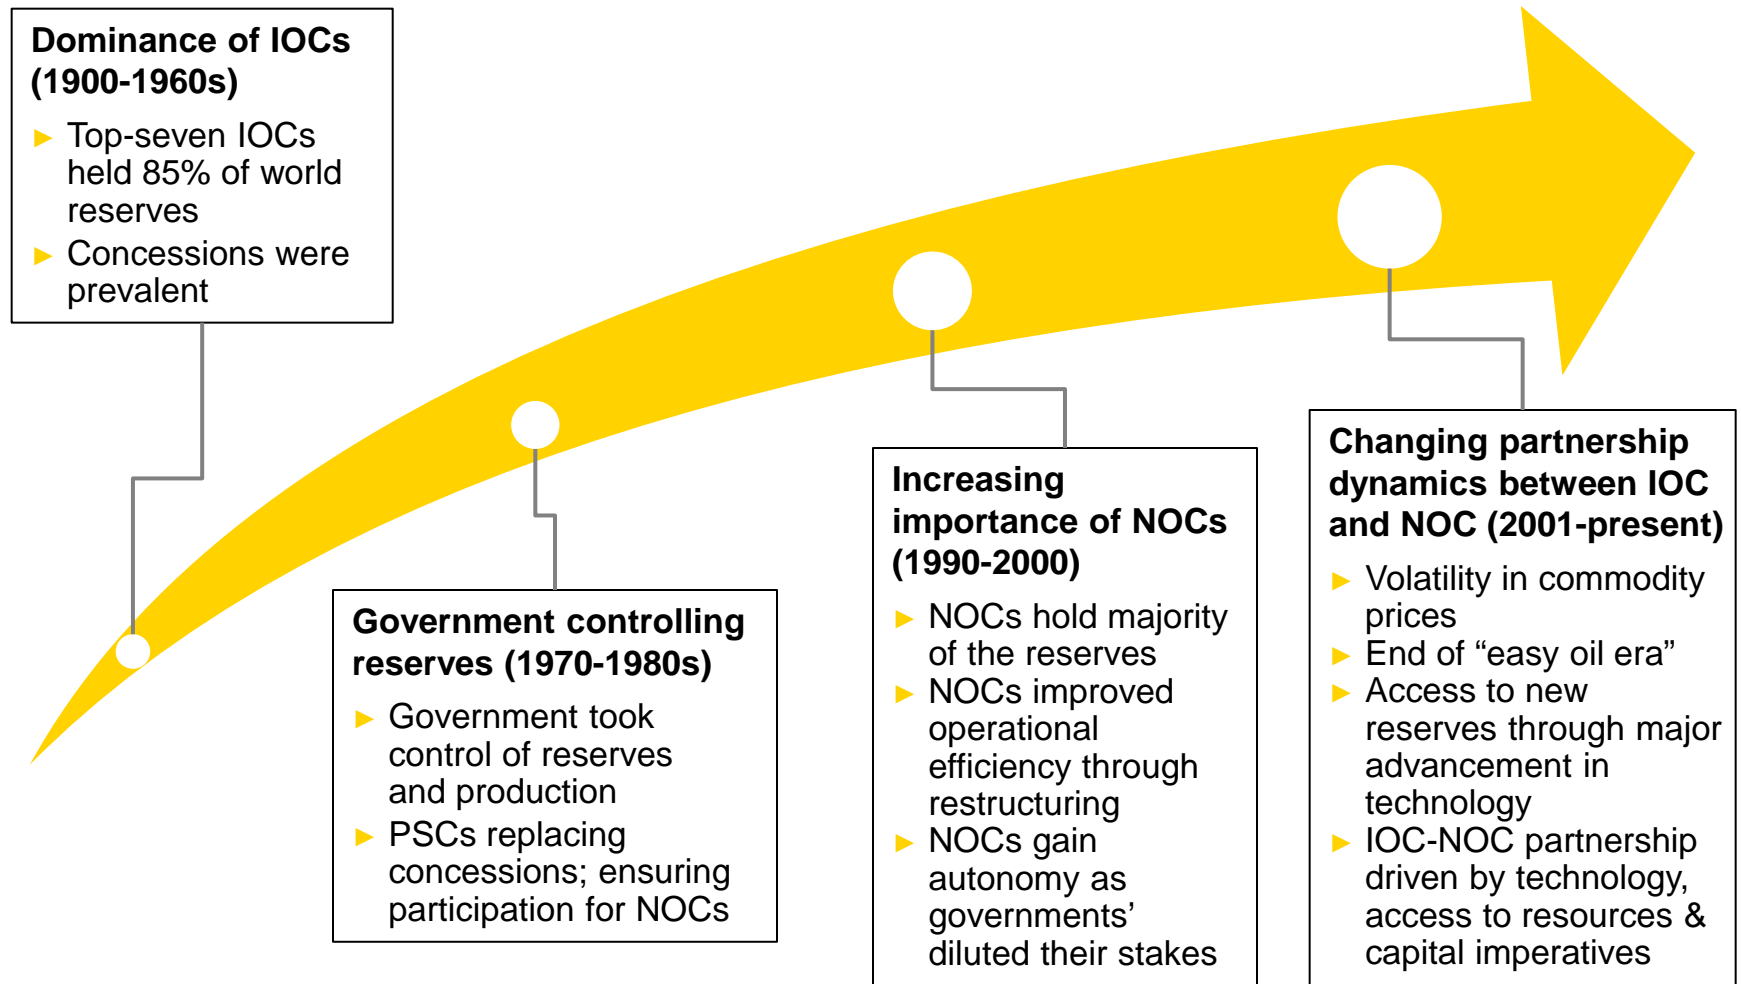 Dominance of IOCs
(1900-1960s)
► Top-seven IOCs
held 85% of world
reserves
► Concessions were
prevalent
Government controlling
reserves (1970-1980s)
► Government took
control of reserves
and production
► PSCs replacing
concessions; ensuring
participation for NOCs
Increasing
importance of NOCs
(1990-2000)
► NOCs hold majority
of the reserves
► NOCs improved
operational
efficiency through
restructuring
► NOCs gain
autonomy as
governments’
diluted their stakes
Changing partnership
dynamics between IOC
and NOC (2001-present)
► Volatility in commodity
prices
► End of “easy oil era”
► Access to new
reserves through major
advancement in
technology
► IOC-NOC partnership
driven by technology,
access to resources &
capital imperatives